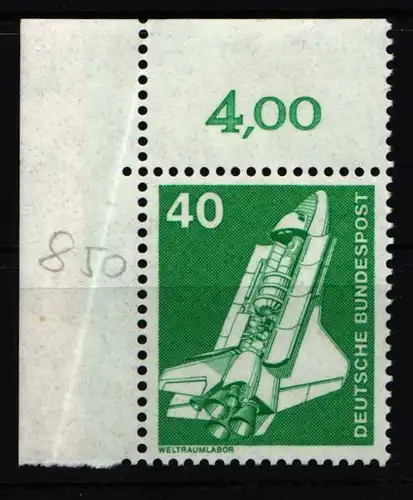 4,00
40
DEUTSCHE BUNDESPOST
850
WELTRAUMLABOR